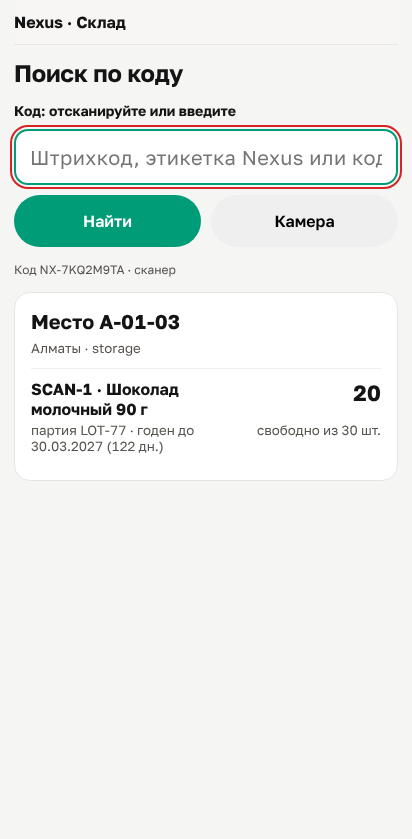 Nexus · Склад
Поиск по коду
Код: отсканируйте или введите
Штрихкод, этикетка Nexus или код
Найти
Камера
Код NX-7KQ2M9TA · сканер
Место A-01-03
Алматы · storage
SCAN-1 · Шоколад
молочный 90 г
20
партия LOT-77 · годен до
30.03.2027 (122 дн.)
свободно из 30 шт.